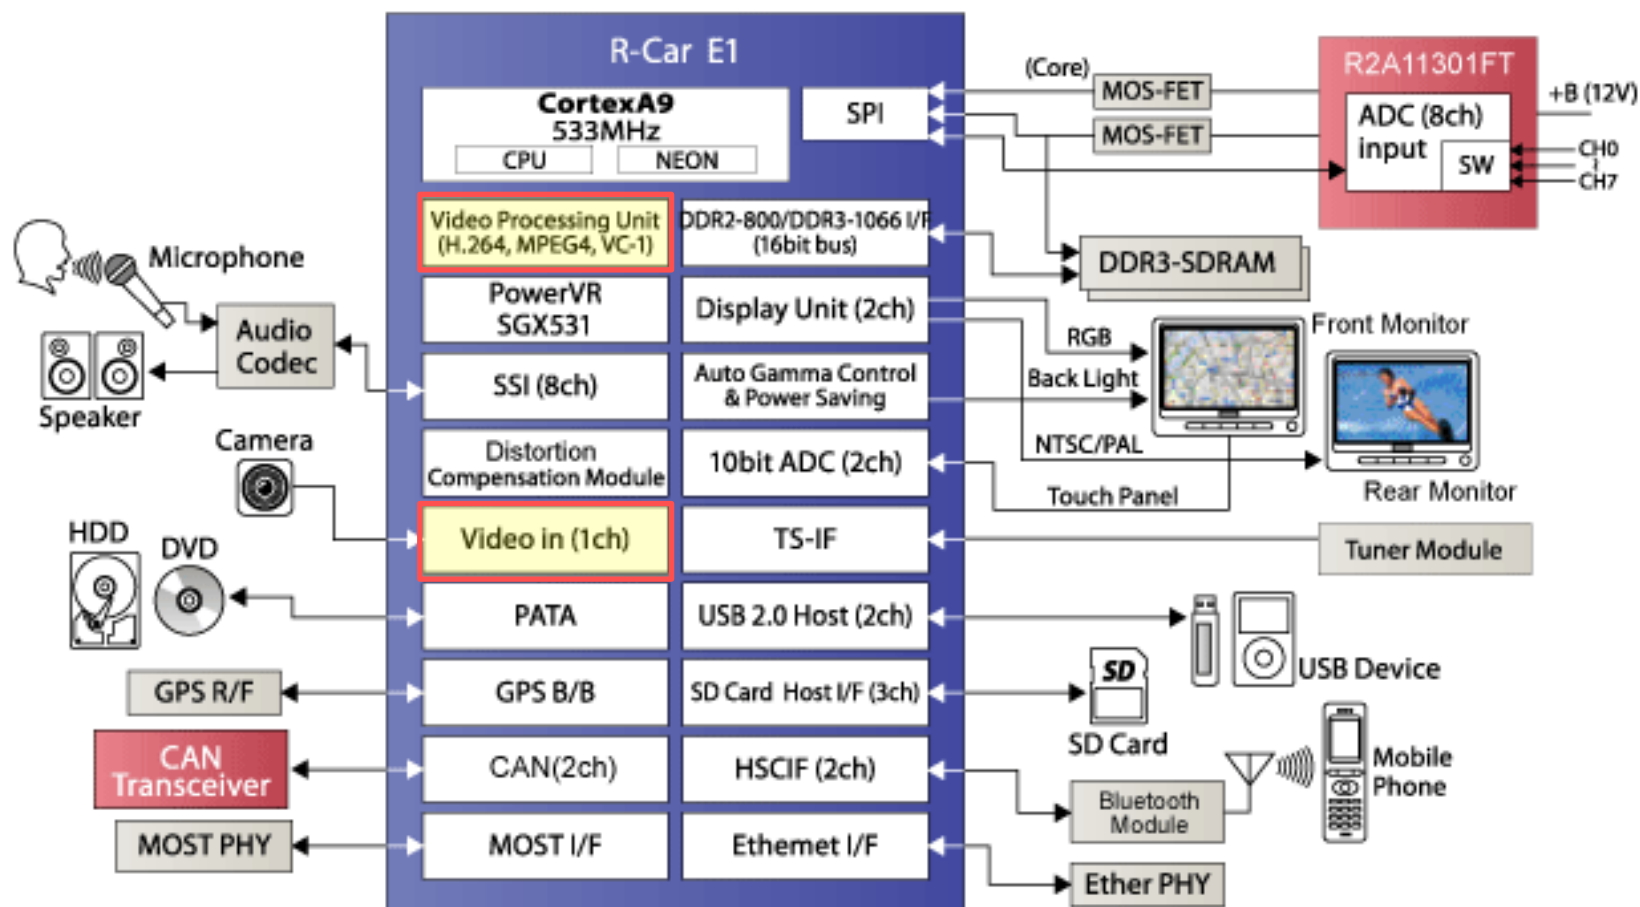 R-Car E1
CortexA9
533MHz
CPU
NEON
SPI
Video Processing Unit
(H.264, MPEG4, VC-1)
DDR2-800/DDR3-1066 I/F
(16bit bus)
PowerVR
SGX531
Display Unit (2ch)
SSI (8ch)
Auto Gamma Control
& Power Saving
Distortion
Compensation Module
10bit ADC (2ch)
Video in (1ch)
TS-IF
PATA
USB 2.0 Host (2ch)
GPS B/B
SD Card Host I/F (3ch)
CAN(2ch)
HSCIF (2ch)
MOST I/F
Ethemet I/F
Microphone
Audio
Codec
Speaker
Camera
HDD
DVD
GPS R/F
CAN
Transceiver
MOST PHY
(Core)
MOS-FET
MOS-FET
R2A11301FT
ADC (8ch)
input
SW
+B (12V)
CH0
~
CH7
DDR3-SDRAM
RGB
Front Monitor
Back Light
NTSC/PAL
Rear Monitor
Touch Panel
Tuner Module
USB Device
SD
SD Card
Mobile
Phone
Bluetooth
Module
Ether PHY